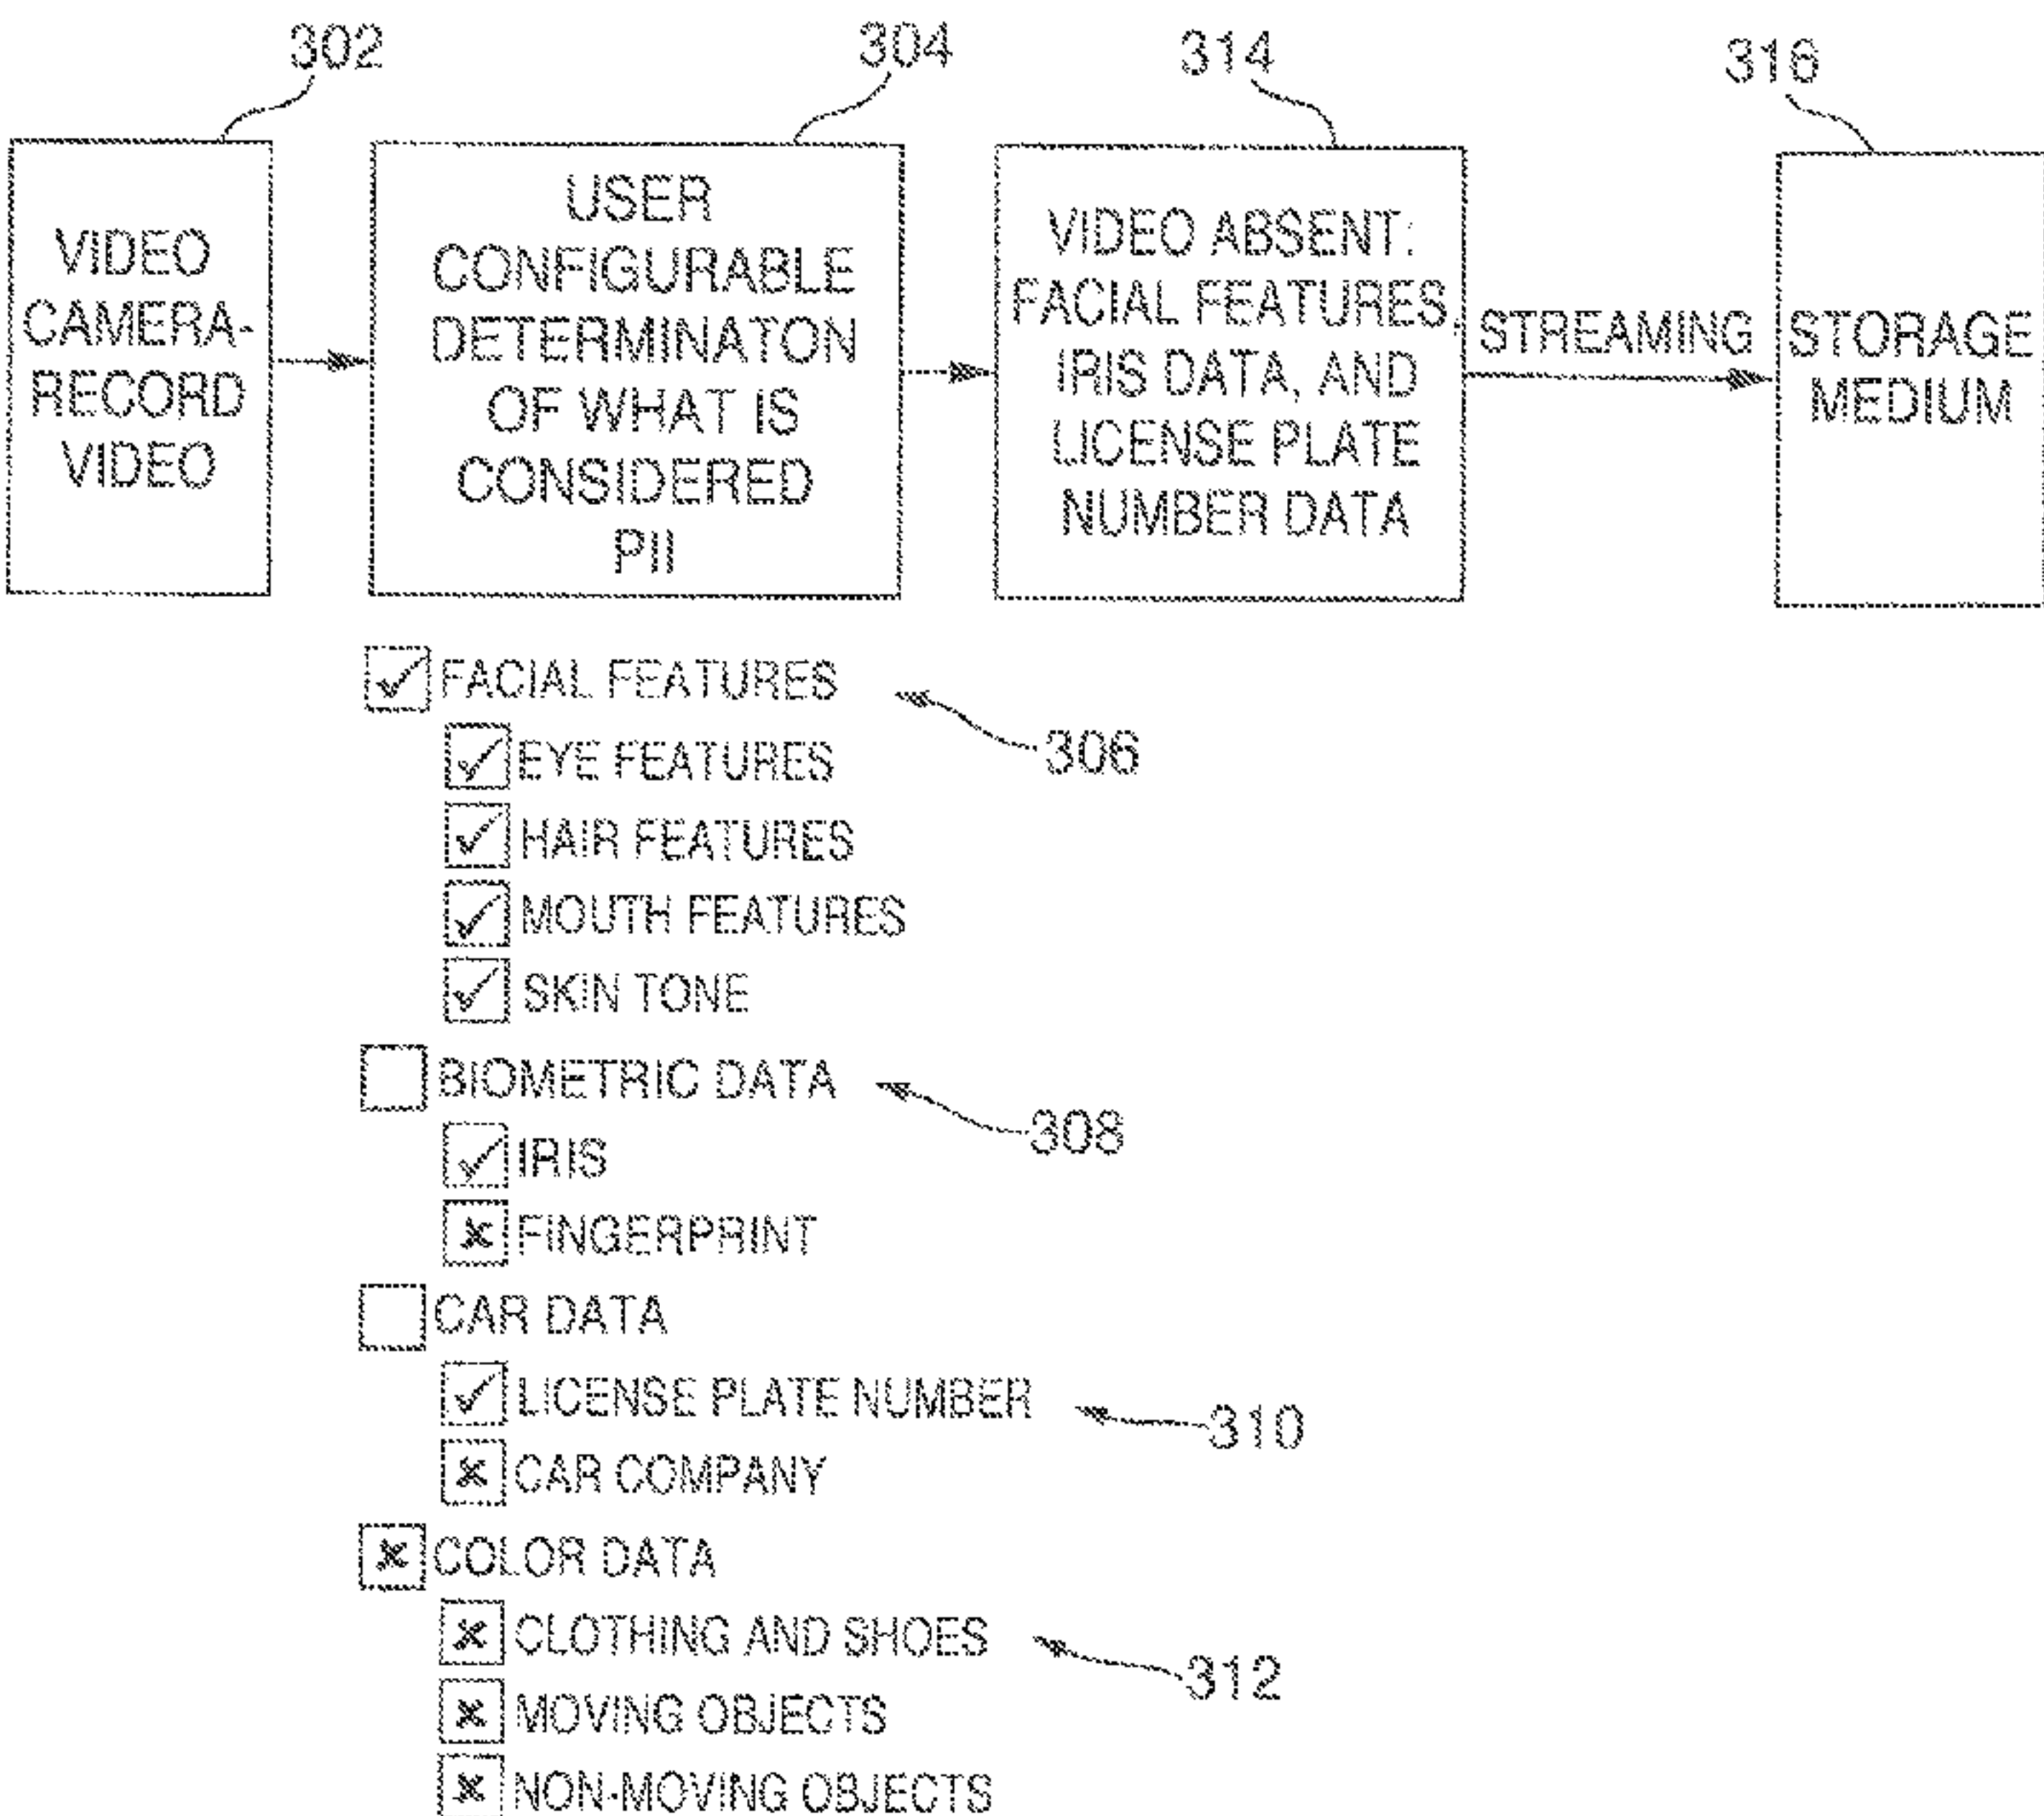 302
304
314
316
VIDEO
CAMERA-
RECORD
VIDEO
USER
CONFIGURABLE
DETERMINATON
OF WHAT IS
CONSIDERED
PII
VIDEO ABSENT:
FACIAL FEATURES,
IRIS DATA, AND
LICENSE PLATE
NUMBER DATA
STREAMING
STORAGE
MEDIUM
FACIAL FEATURES
306
EYE FEATURES
HAIR FEATURES
MOUTH FEATURES
SKIN TONE
BIOMETRIC DATA
308
IRIS
FINGERPRINT
CAR DATA
LICENSE PLATE NUMBER
310
CAR COMPANY
COLOR DATA
CLOTHING AND SHOES
312
MOVING OBJECTS
NON-MOVING OBJECTS